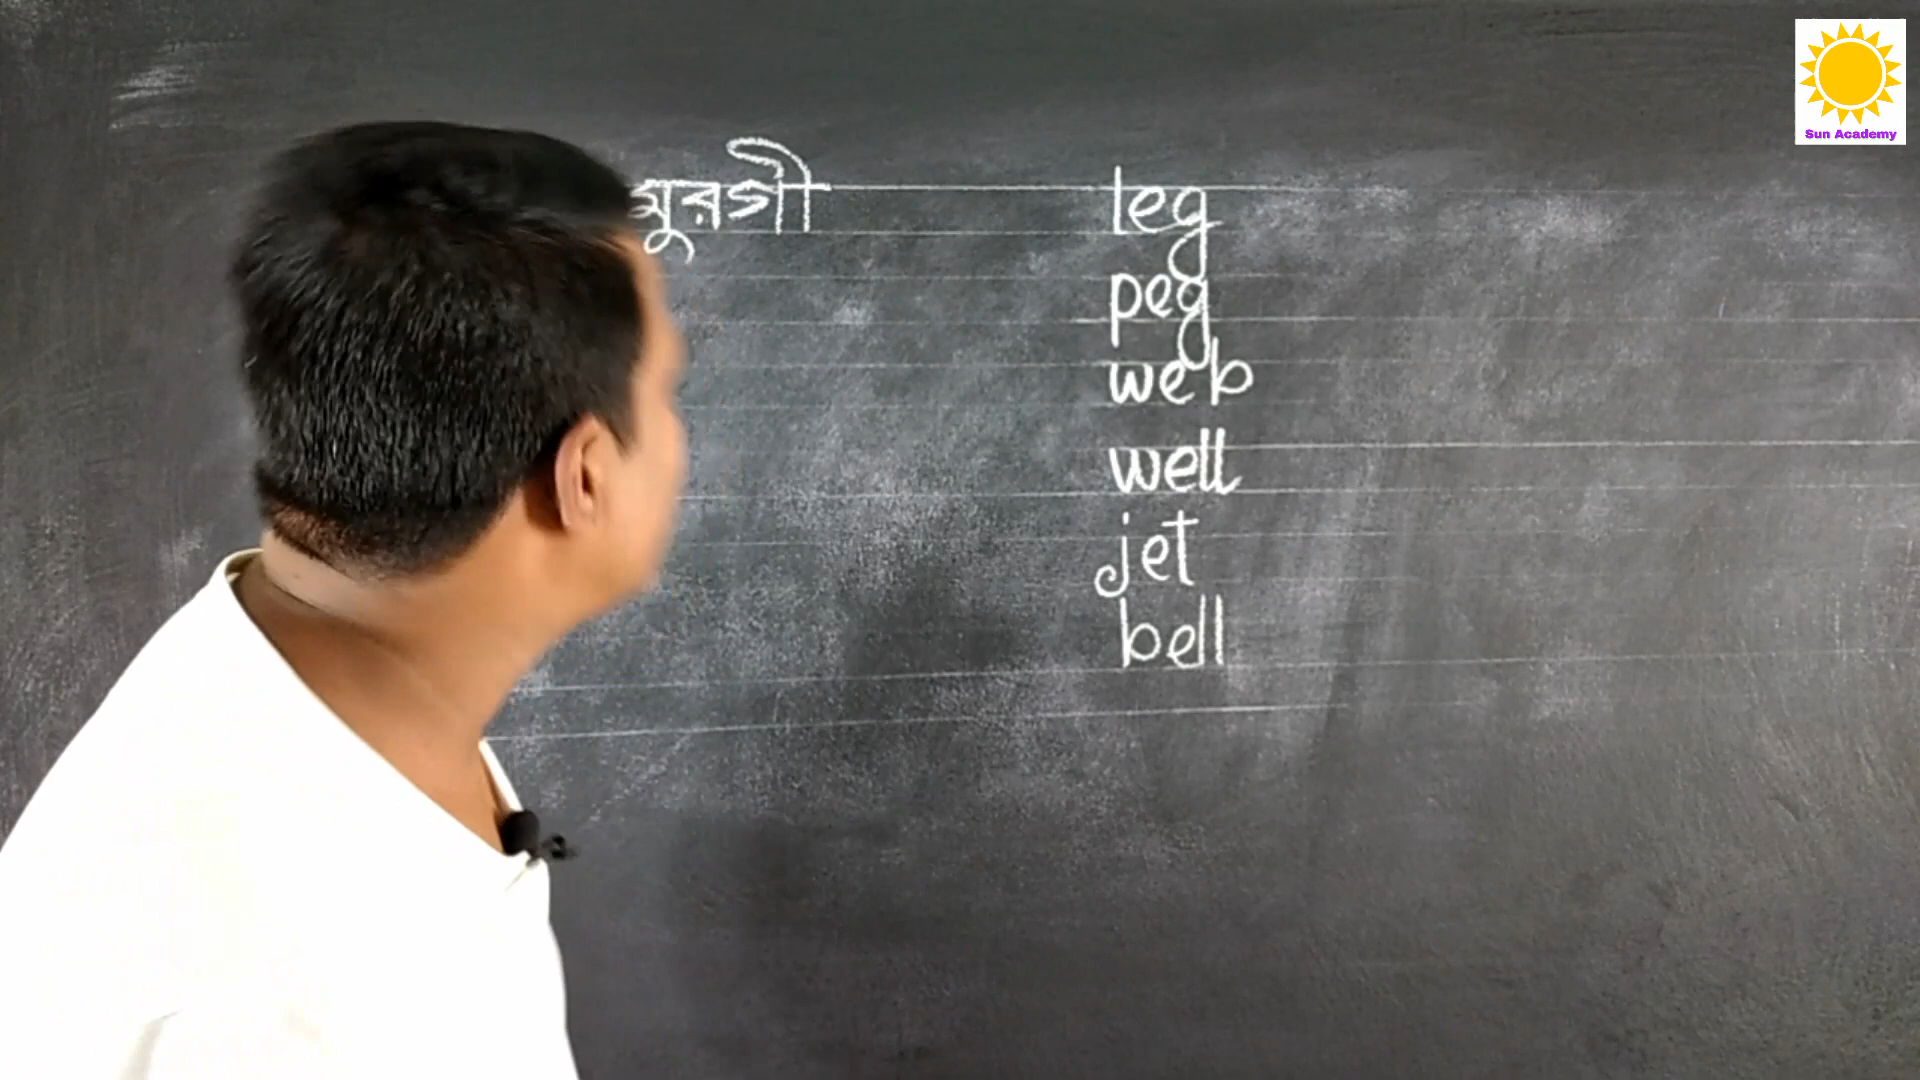 মুরগী leg
peg
web
well
jet
bell
Sun Academy